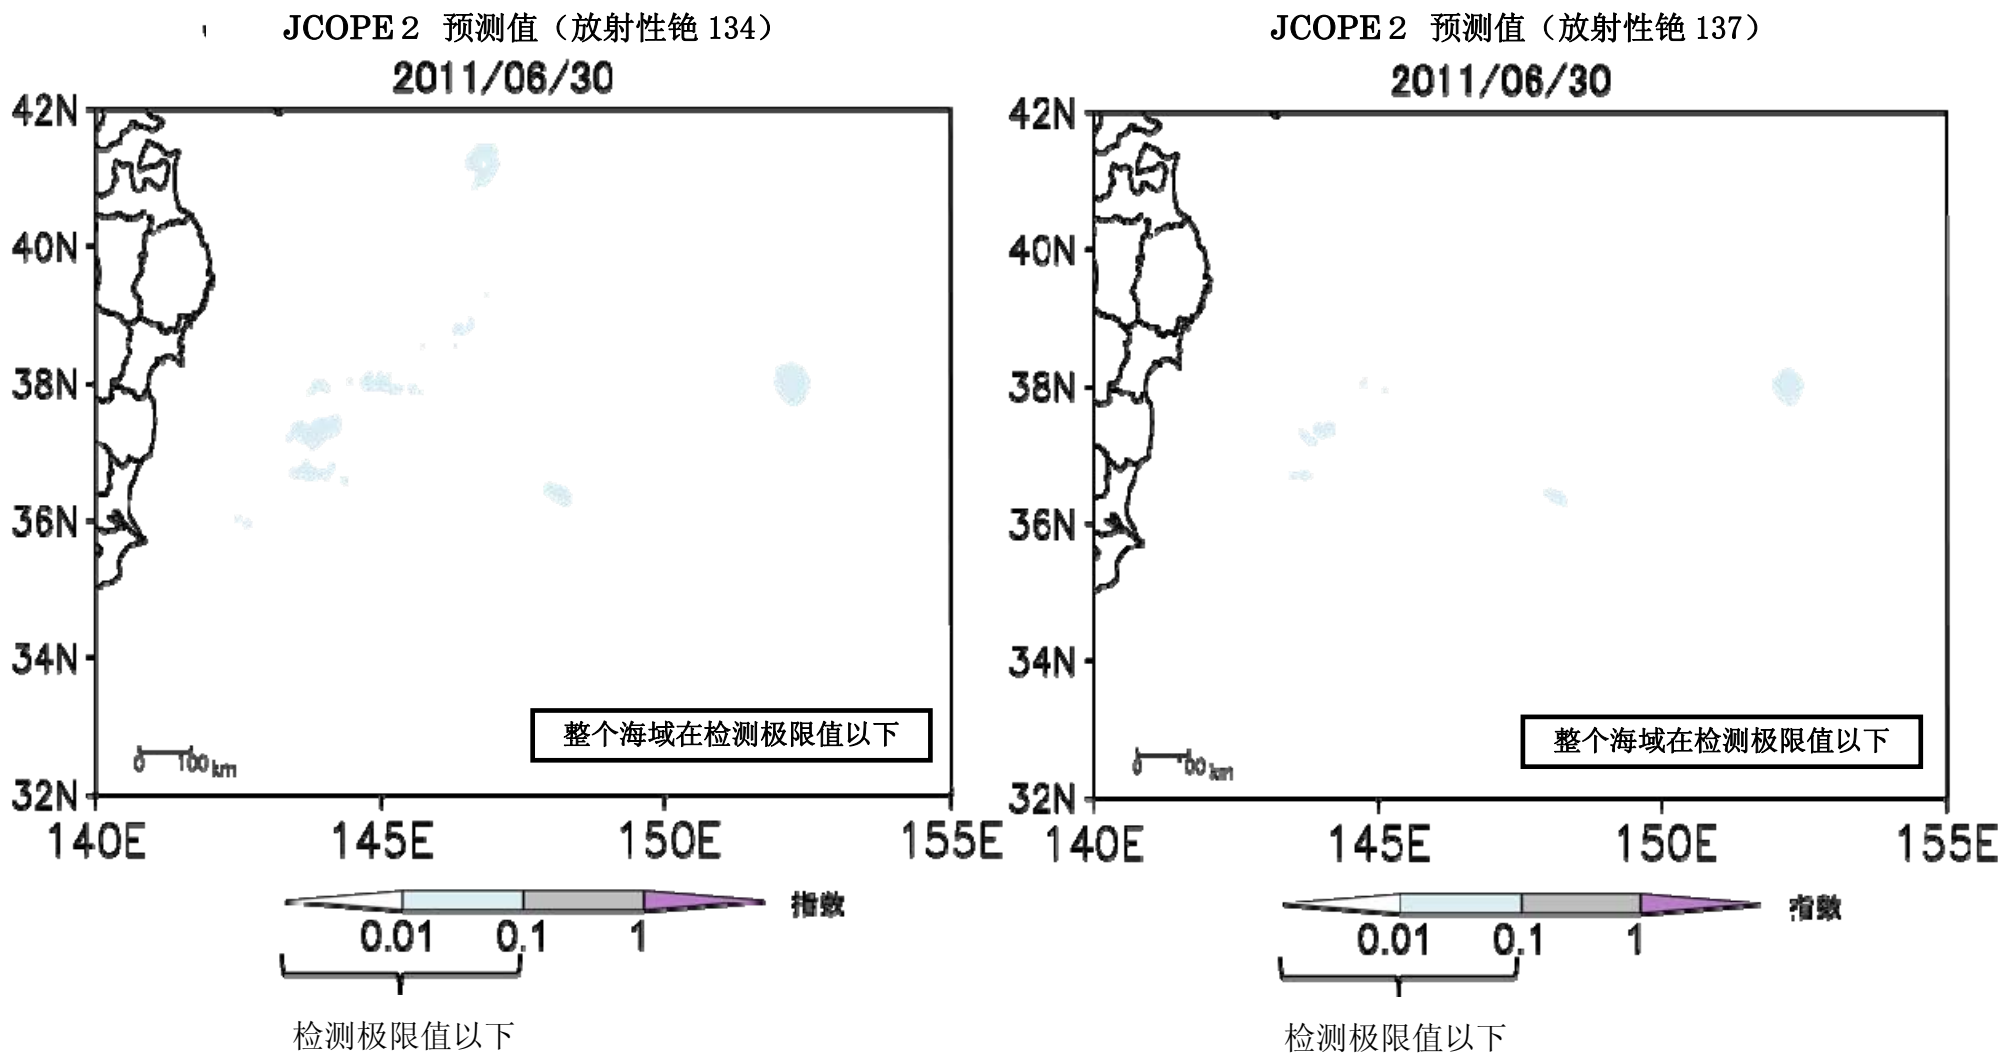 JCOPE２ 预测值（放射性铯 134）
2011/06/30
42N
40N
38N
36N
34N
32N
140E 145E 150E 155E
0 100km
整个海域在检测极限值以下
0.01 0.1 1
指数
检测极限值以下
JCOPE２ 预测值（放射性铯 137）
2011/06/30
42N
40N
38N
36N
34N
32N
140E 145E 150E 155E
0 00km
整个海域在检测极限值以下
0.01 0.1 1
指数
检测极限值以下